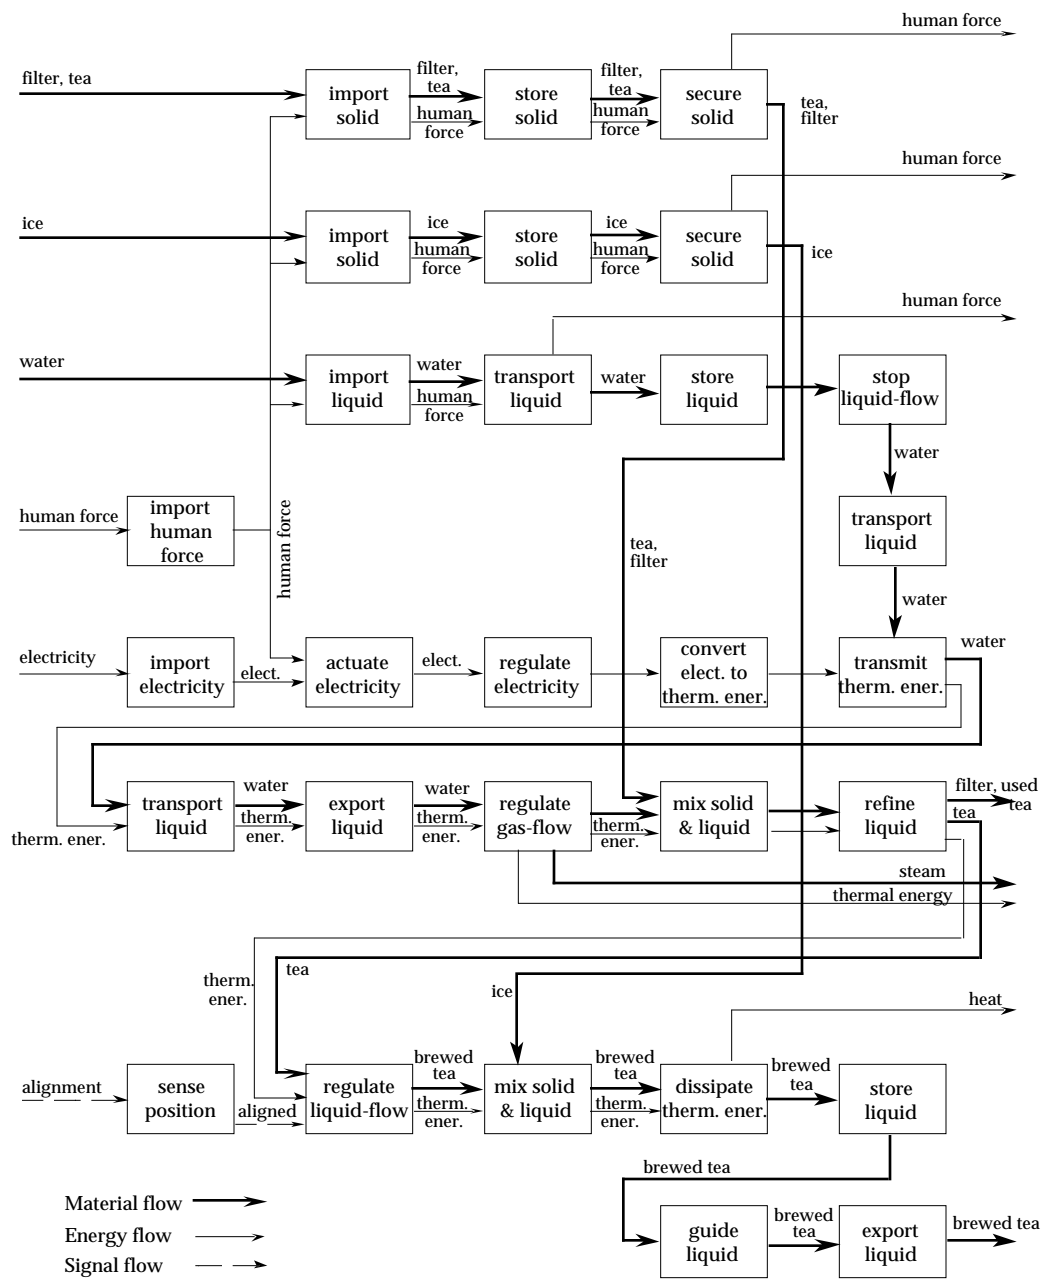 human force
filter, tea
import
solid
filter,
tea
human
force
store
solid
filter,
tea
human
force
secure
solid
tea,
filter
human force
ice
import
solid
ice
human
force
store
solid
ice
human
force
secure
solid
ice
human force
water
import
liquid
water
human
force
transport
liquid
water
store
liquid
stop
liquid-flow
water
human force
import
human
force
human force
tea,
filter
transport
liquid
water
electricity
import
electricity
elect.
actuate
electricity
elect.
regulate
electricity
convert
elect. to
therm. ener.
transmit
therm. ener.
water
therm. ener.
transport
liquid
water
therm.
ener.
export
liquid
water
therm.
ener.
regulate
gas-flow
therm.
ener.
mix solid
& liquid
refine
liquid
filter, used
tea
tea
steam
thermal energy
therm.
ener.
tea
ice
heat
alignment
sense
position
aligned
regulate
liquid-flow
brewed
tea
therm.
ener.
mix solid
& liquid
brewed
tea
therm.
ener.
dissipate
therm. ener.
brewed
tea
store
liquid
brewed tea
guide
liquid
brewed
tea
export
liquid
brewed tea
Material flow
Energy flow
Signal flow